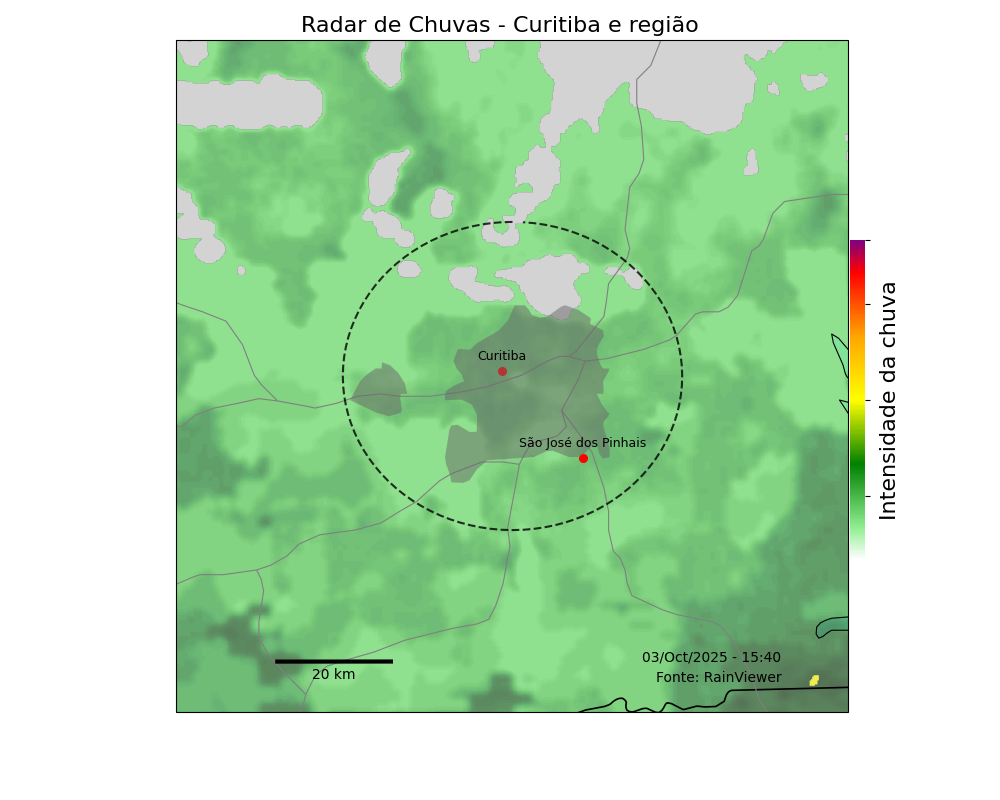 Radar de Chuvas - Curitiba e região
Curitiba
São José dos Pinhais
Intensidade da chuva
20 km
03/Oct/2025 - 15:40
Fonte: RainViewer